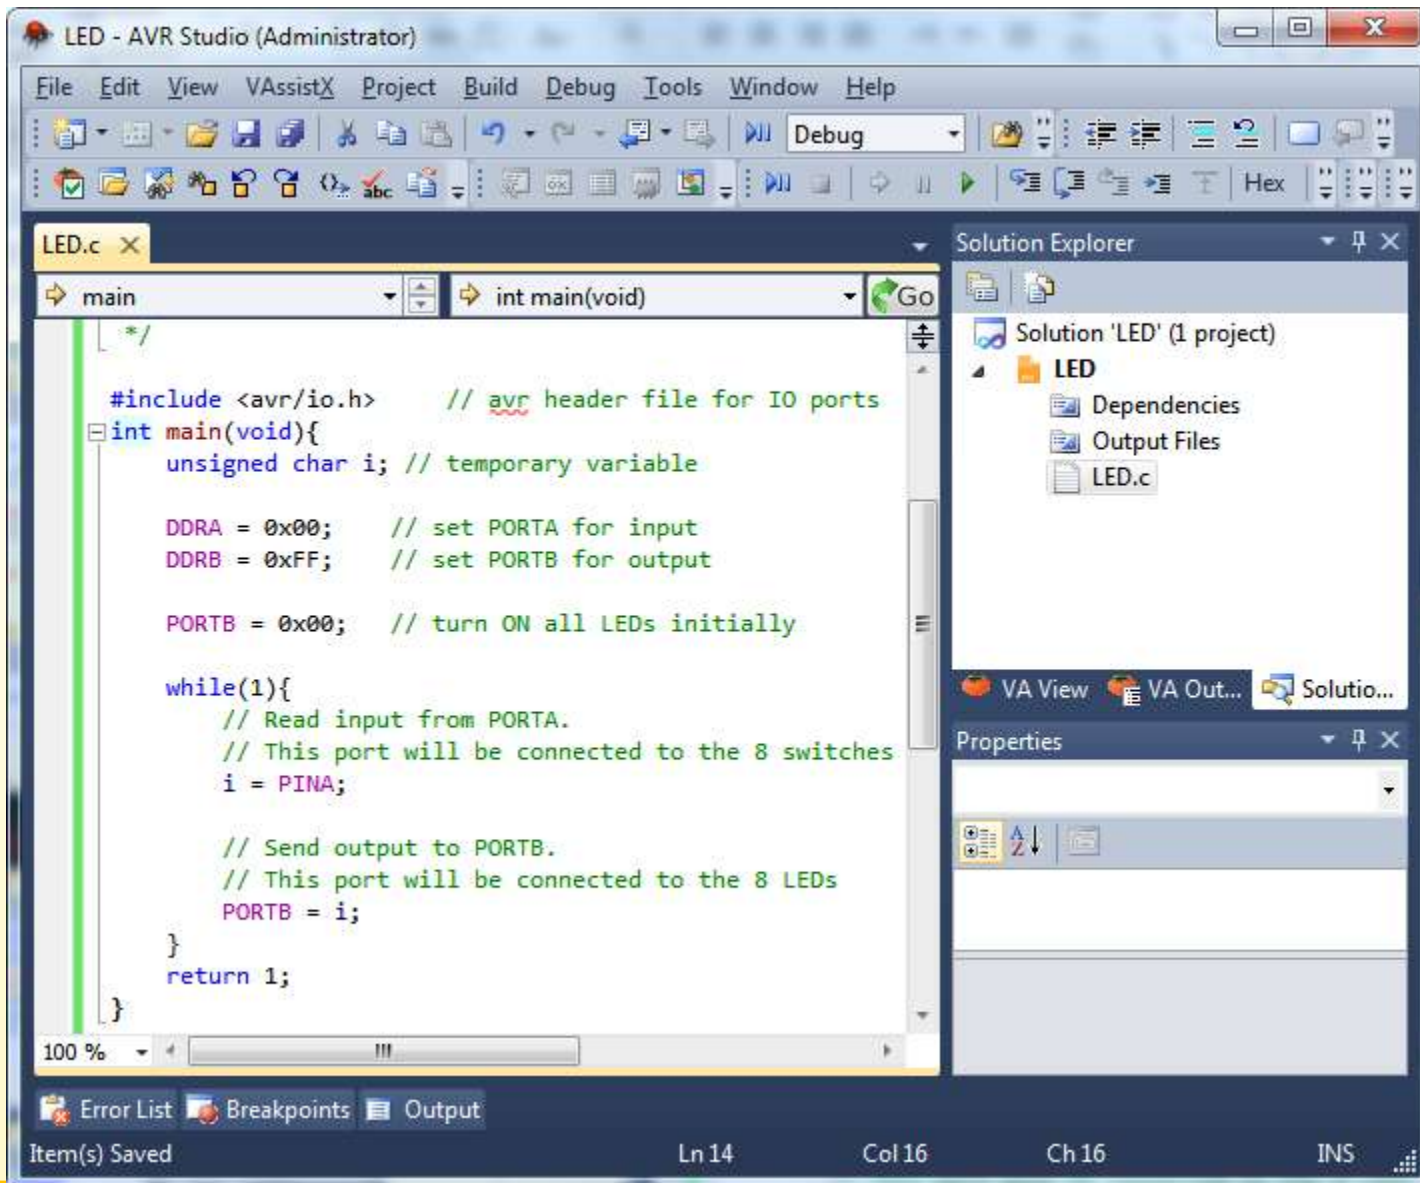 LED - AVR Studio (Administrator)
File Edit View VAssistX Project Build Debug Tools Window Help
Debug
abc ok Hex
LED.c
main int main(void) Go
*/
#include <avr/io.h> // avr header file for IO ports
int main(void){
unsigned char i; // temporary variable
DDRA = 0x00; // set PORTA for input
DDRB = 0xFF; // set PORTB for output
PORTB = 0x00; // turn ON all LEDs initially
while(1){
// Read input from PORTA.
// This port will be connected to the 8 switches
i = PINA;
// Send output to PORTB.
// This port will be connected to the 8 LEDs
PORTB = i;
}
return 1;
}
100 %
Solution Explorer
Solution 'LED' (1 project)
LED
Dependencies
Output Files
LED.c
VA View VA Out... Solutio...
Properties
A
Z
Error List Breakpoints Output
Item(s) Saved Ln 14 Col 16 Ch 16 INS